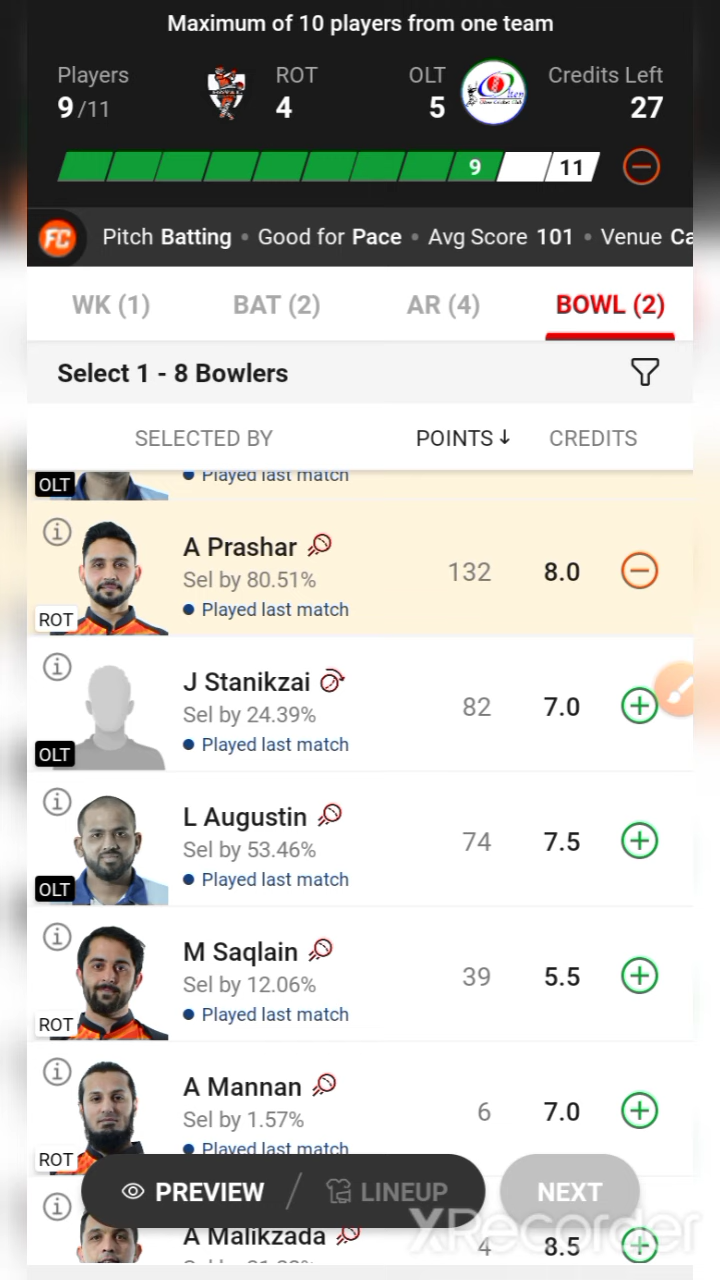 Maximum of 10 players from one team
Players
ROT
OLT
Credits Left
9 /11
4
5
27
9
11
FC
Pitch Batting • Good for Pace • Avg Score 101 • Venue Ca
WK (1)
BAT (2)
AR (4)
BOWL (2)
Select 1 - 8 Bowlers
SELECTED BY
POINTS ↓
CREDITS
OLT
Played last match
A Prashar
Sel by 80.51%
132
8.0
Played last match
ROT
J Stanikzai
Sel by 24.39%
82
7.0
Played last match
OLT
L Augustin
Sel by 53.46%
74
7.5
Played last match
OLT
M Saqlain
Sel by 12.06%
39
5.5
Played last match
ROT
A Mannan
Sel by 1.57%
6
7.0
Played last match
ROT
PREVIEW / LINEUP
NEXT
XRecorder
A Malikzada
4
8.5